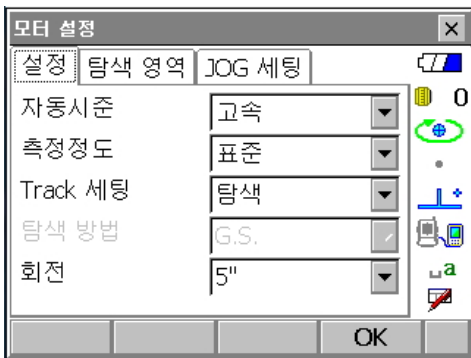 모터 설정
설정 탐색 영역 JOG 세팅
자동시준 고속
0
측정정도 표준
Track 세팅 탐색
탐색 방법 G.S.
회전 5"
a
OK